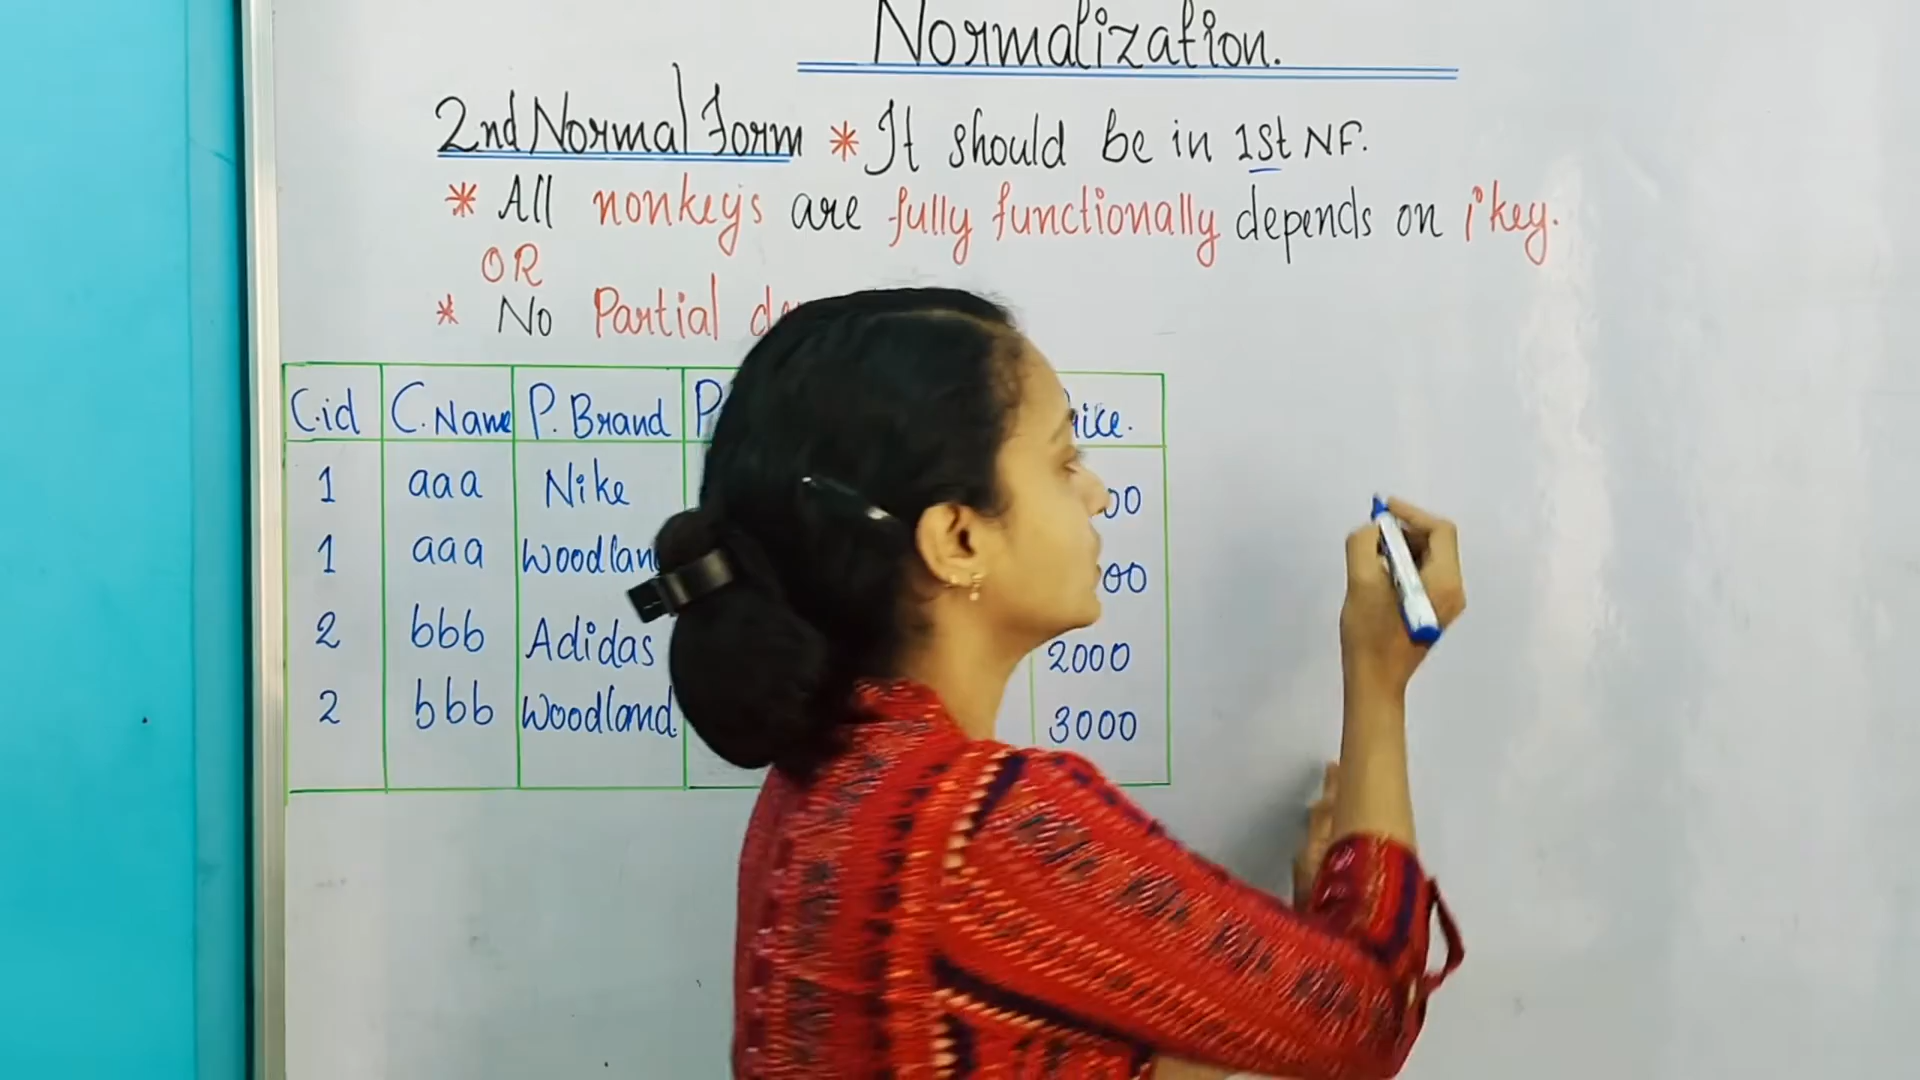 Normalization.
2nd Normal Form * It should be in 1st NF.
* All nonkeys are fully functionally depends on i'key.
OR
* No Partial
C.id C.Name P.Brand
1 aaa Nike
1 aaa
2 bbb Adidas 2000
2 bbb Woodland. 3000